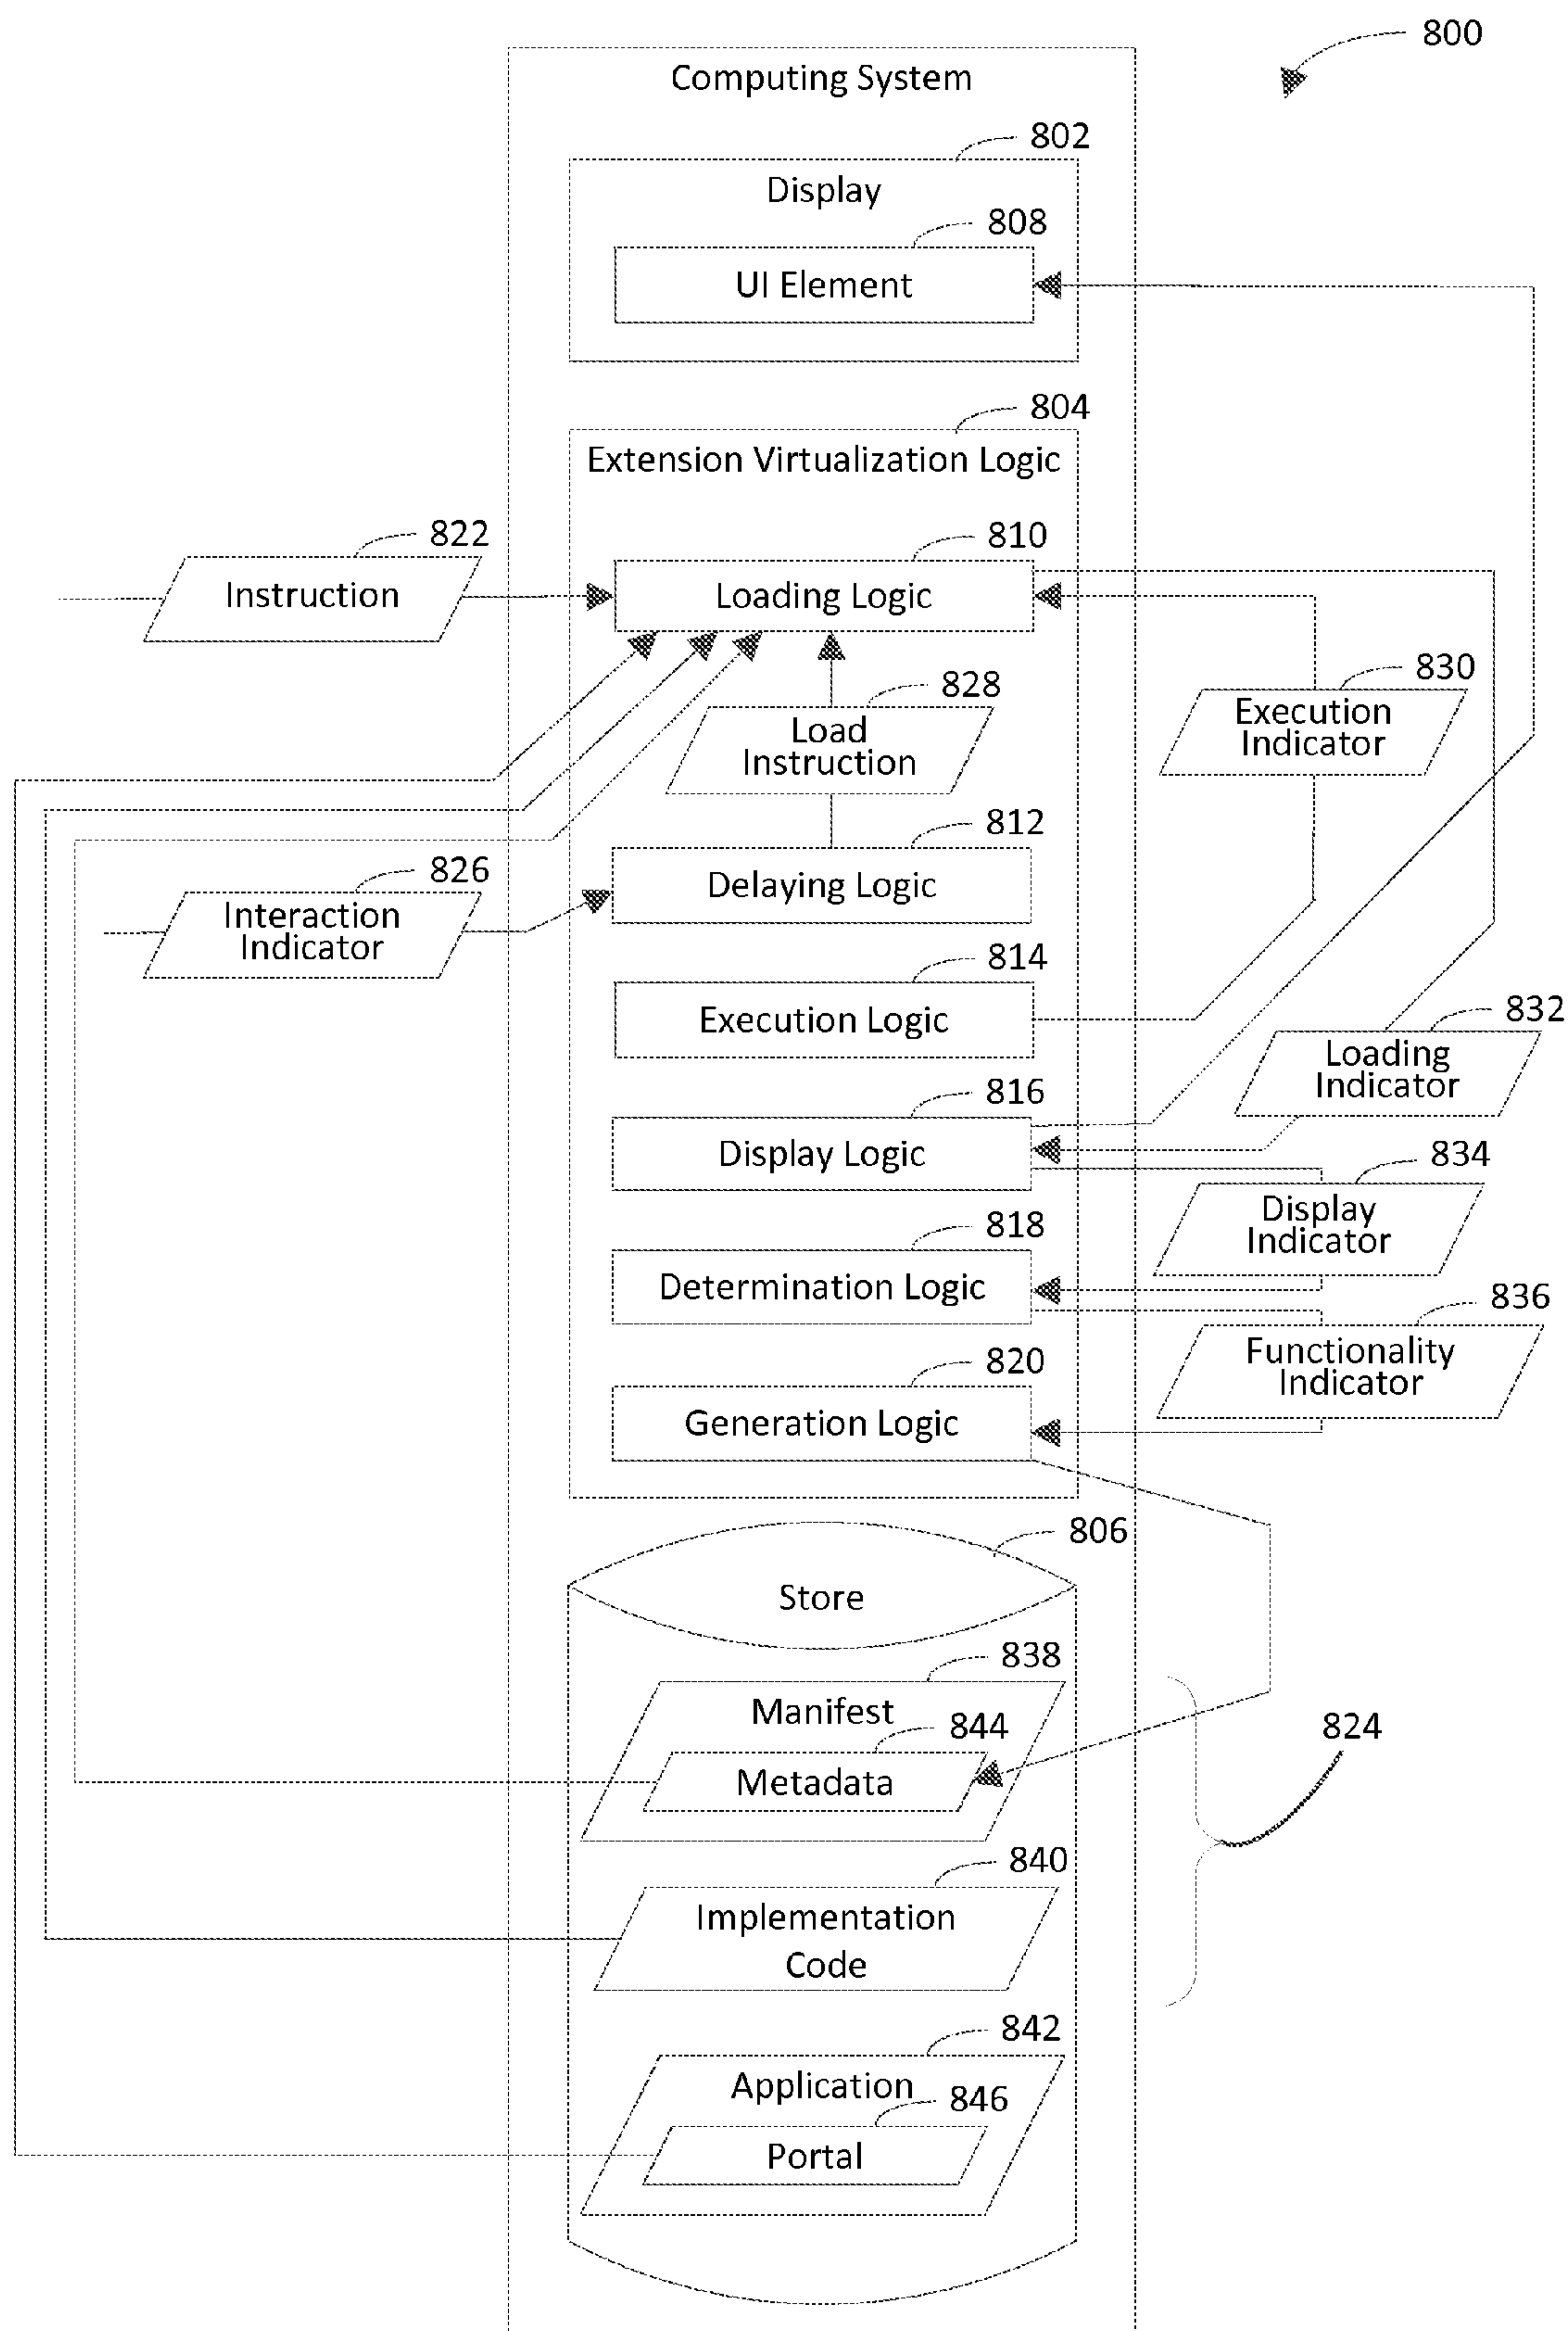 800
Computing System
802
Display
808
UI Element
804
Extension Virtualization Logic
822
Instruction
810
Loading Logic
830
Execution
Indicator
828
Load
Instruction
812
Delaying Logic
826
Interaction
Indicator
814
Execution Logic
832
Loading
Indicator
816
Display Logic
834
Display
Indicator
818
Determination Logic
836
Functionality
Indicator
820
Generation Logic
806
Store
838
Manifest
844
Metadata
824
840
Implementation
Code
842
Application
846
Portal